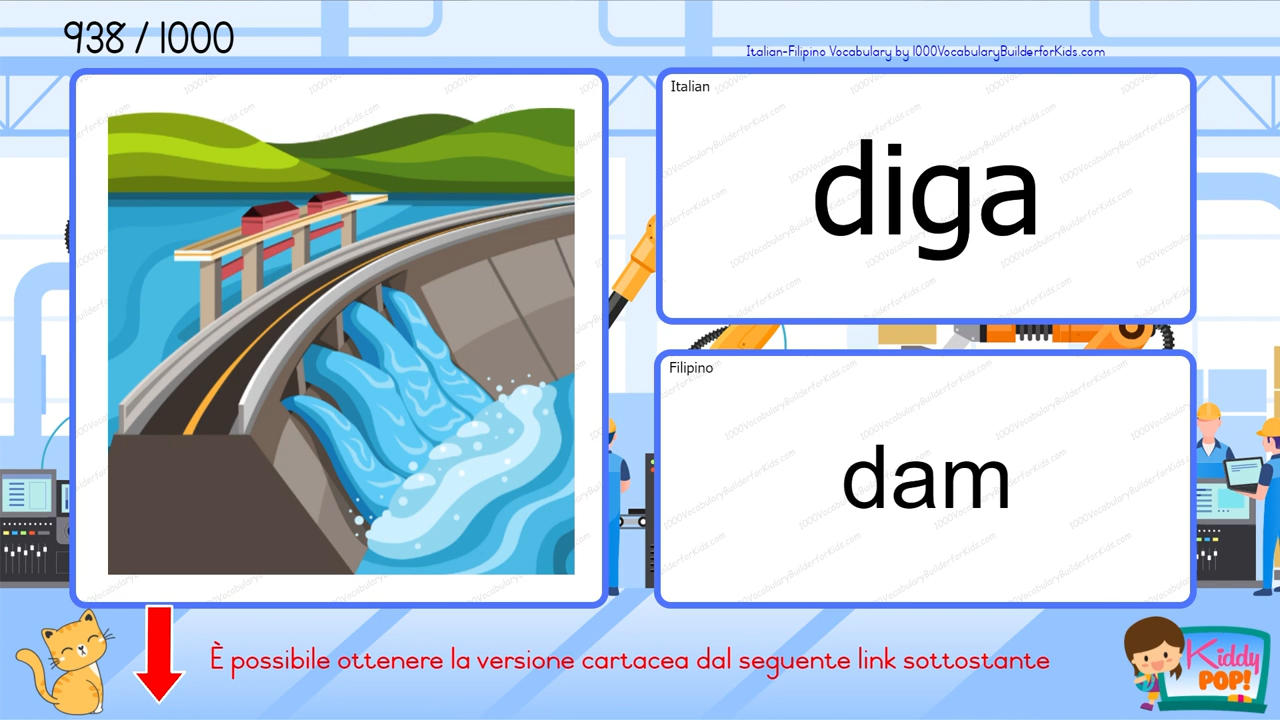 938 / 1000
Italian-Filipino Vocabulary by 1000VocabularyBuilderforKids.com
Italian
diga
Filipino
dam
È possibile ottenere la versione cartacea dal seguente link sottostante
Kiddy
POP!